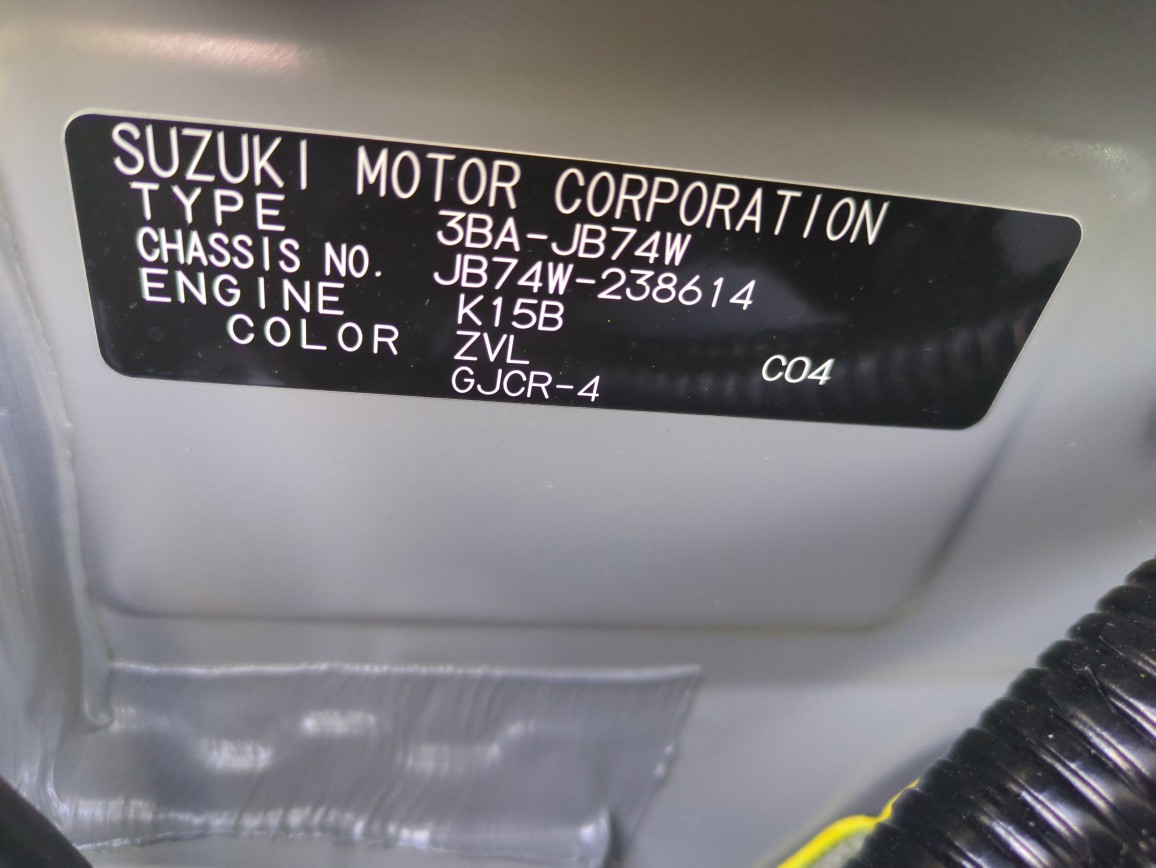 SUZUKI MOTOR CORPORATION
TYPE 3BA-JB74W
CHASSIS NO. JB74W-238614
ENGINE K15B
COLOR ZVL C04
GJCR-4